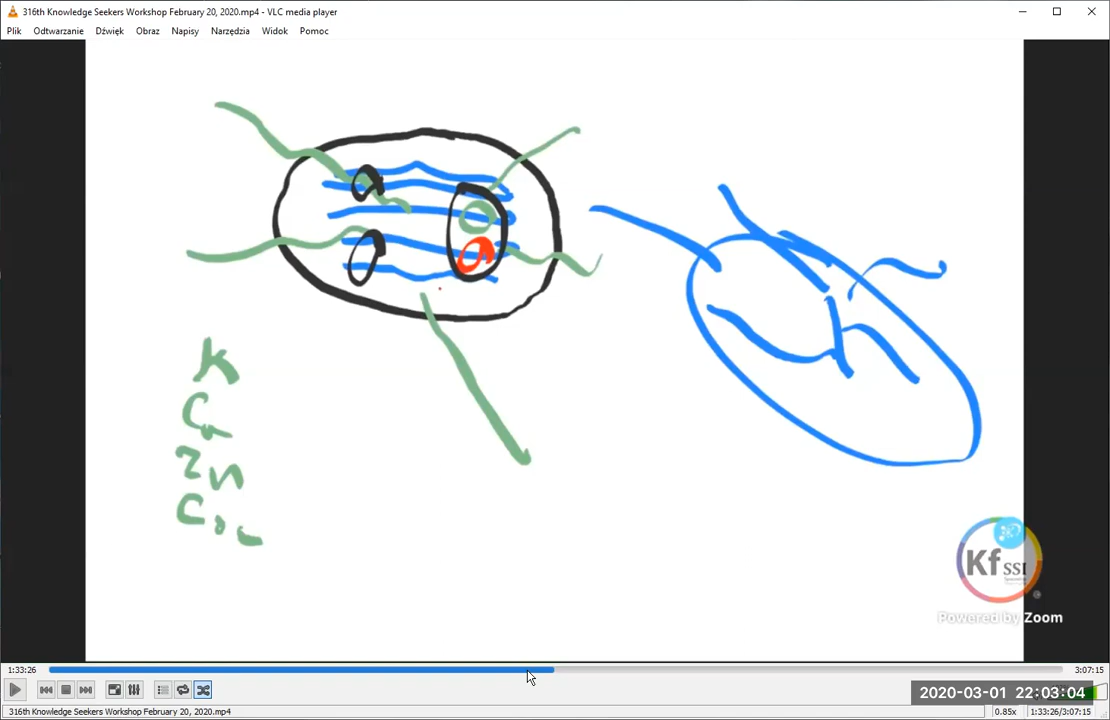 316th Knowledge Seekers Workshop February 20, 2020.mp4 - VLC media player
Plik Odtwarzanie Dźwięk Obraz Napisy Narzędzia Widok Pomoc
K
Zn
Kf SSI
Powered by Zoom
1:33:26 3:07:15
2020-03-01 22:03:04
316th Knowledge Seekers Workshop February 20, 2020.mp4 0.85x 1:33:26/3:07:15